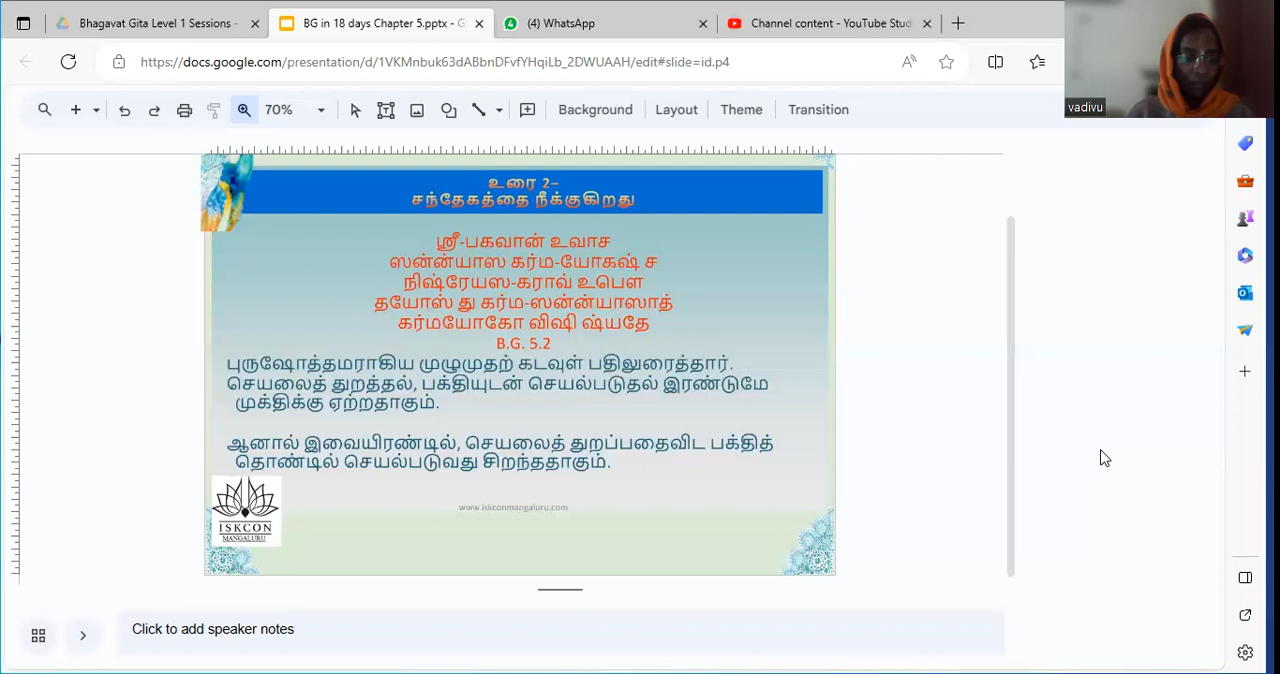 Bhagavat Gita Level 1 Sessions -
BG in 18 days Chapter 5.pptx - G
(4) WhatsApp
Channel content - YouTube Stud
https://docs.google.com/presentation/d/1VKMnbuk63dABbnDFvfYHqiLb_2DWUAAH/edit#slide=id.p4
vadivu
70%
Background
Layout
Theme
Transition
உரை 2–
சந்தேகத்தை நீக்குகிறது
ஸ்ரீ-பகவான் உவாச
ஸன்ன்யாஸ கர்ம-யோகஷ் ச
நிஷ்ரேயஸ-கராவ் உபௌ
தயோஸ் து கர்ம-ஸன்ன்யாஸாத்
கர்மயோகோ விஷி ஷ்யதே
B.G. 5.2
புருஷோத்தமராகிய முழுமுதற் கடவுள் பதிலுரைத்தார்.
செயலைத் துறத்தல், பக்தியுடன் செயல்படுதல் இரண்டுமே
முக்திக்கு ஏற்றதாகும்.
ஆனால் இவையிரண்டில், செயலைத் துறப்பதைவிட பக்தித்
தொண்டில் செயல்படுவது சிறந்ததாகும்.
ISKCON
MANGALURU
www.iskconmangaluru.com
Click to add speaker notes